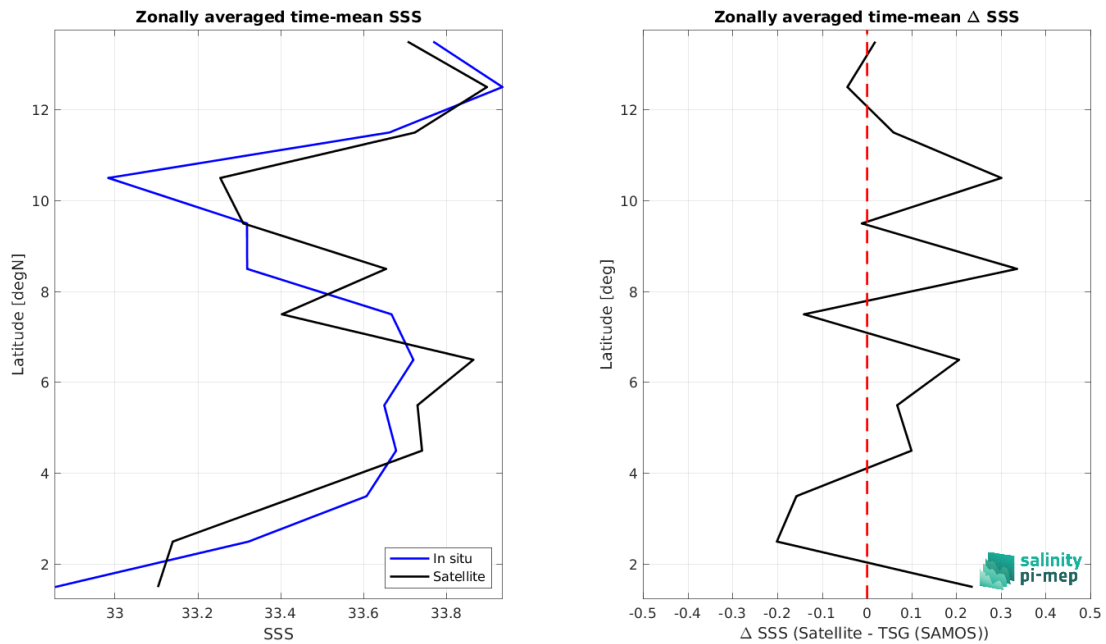 Zonally averaged time-mean SSS
12
10
8
6
4
2
Latitude [degN]
33
33.2
33.4
33.6
33.8
SSS
In situ
Satellite
Zonally averaged time-mean Δ SSS
12
10
8
6
4
2
Latitude [deg]
-0.5
-0.4
-0.3
-0.2
-0.1
0
0.1
0.2
0.3
0.4
0.5
Δ SSS (Satellite - TSG (SAMOS))
salinity
pi-mep